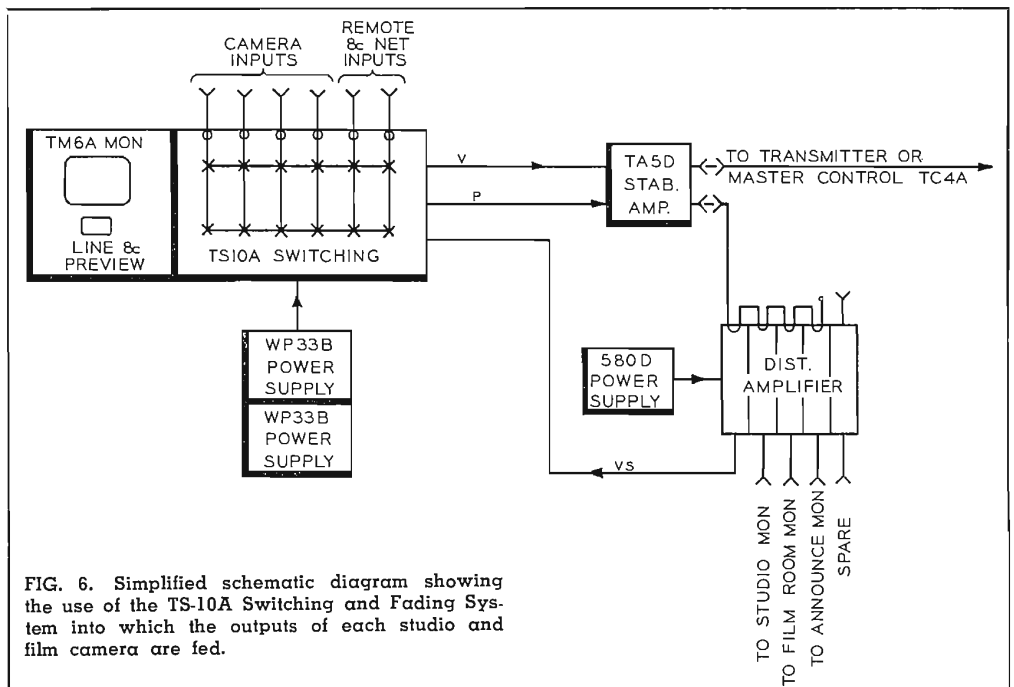 CAMERA
INPUTS
REMOTE
&c NET
INPUTS
TM6A MON
LINE &c
PREVIEW
TS10A SWITCHING
V
P
TA5D
STAB.
AMP.
TO TRANSMITTER OR
MASTER CONTROL TC4A
WP33B
POWER
SUPPLY
WP33B
POWER
SUPPLY
580D
POWER
SUPPLY
DIST.
AMPLIFIER
VS
TO STUDIO MON
TO FILM ROOM MON
TO ANNOUNCE MON
SPARE
FIG. 6. Simplified schematic diagram showing
the use of the TS-10A Switching and Fading Sys-
tem into which the outputs of each studio and
film camera are fed.